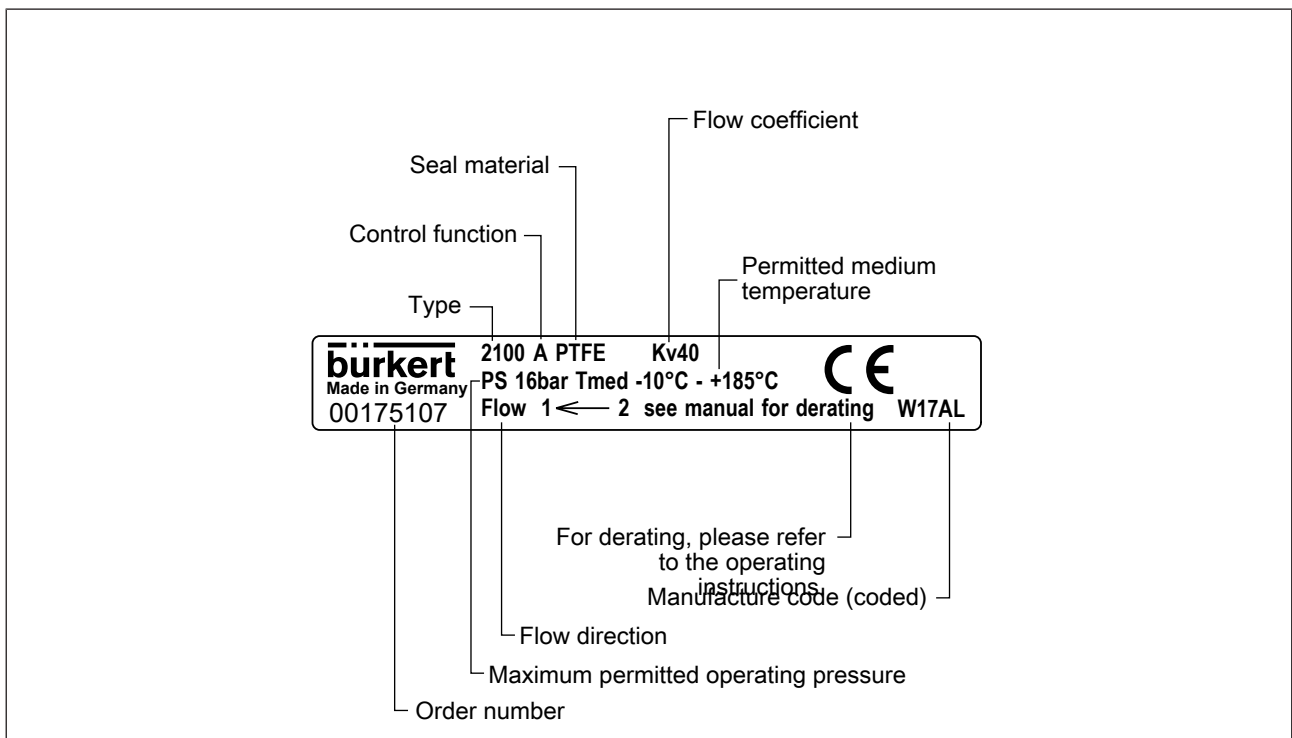 Flow coefficient
Seal material
Control function
Permitted medium
temperature
Type
bürkert
Made in Germany
00175107
2100 A PTFE Kv40
PS 16bar Tmed -10°C - +185°C
Flow 1 ← 2 see manual for derating W17AL
CE
For derating, please refer
to the operating
instructions.
Manufacture code (coded)
Flow direction
Maximum permitted operating pressure
Order number